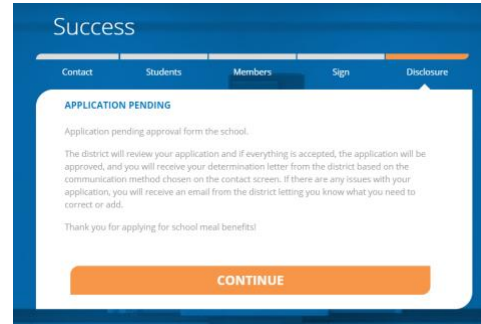 Success
Contact Students Members Sign Disclosure
APPLICATION PENDING
Application pending approval form the school.
The district will review your application and if everything is accepted, the application will be
approved, and you will receive your determination letter from the district based on the
communication method chosen on the contact screen. If there are any issues with your
application, you will receive an email from the district letting you know what you need to
correct or add.
Thank you for applying for school meal benefits!
CONTINUE